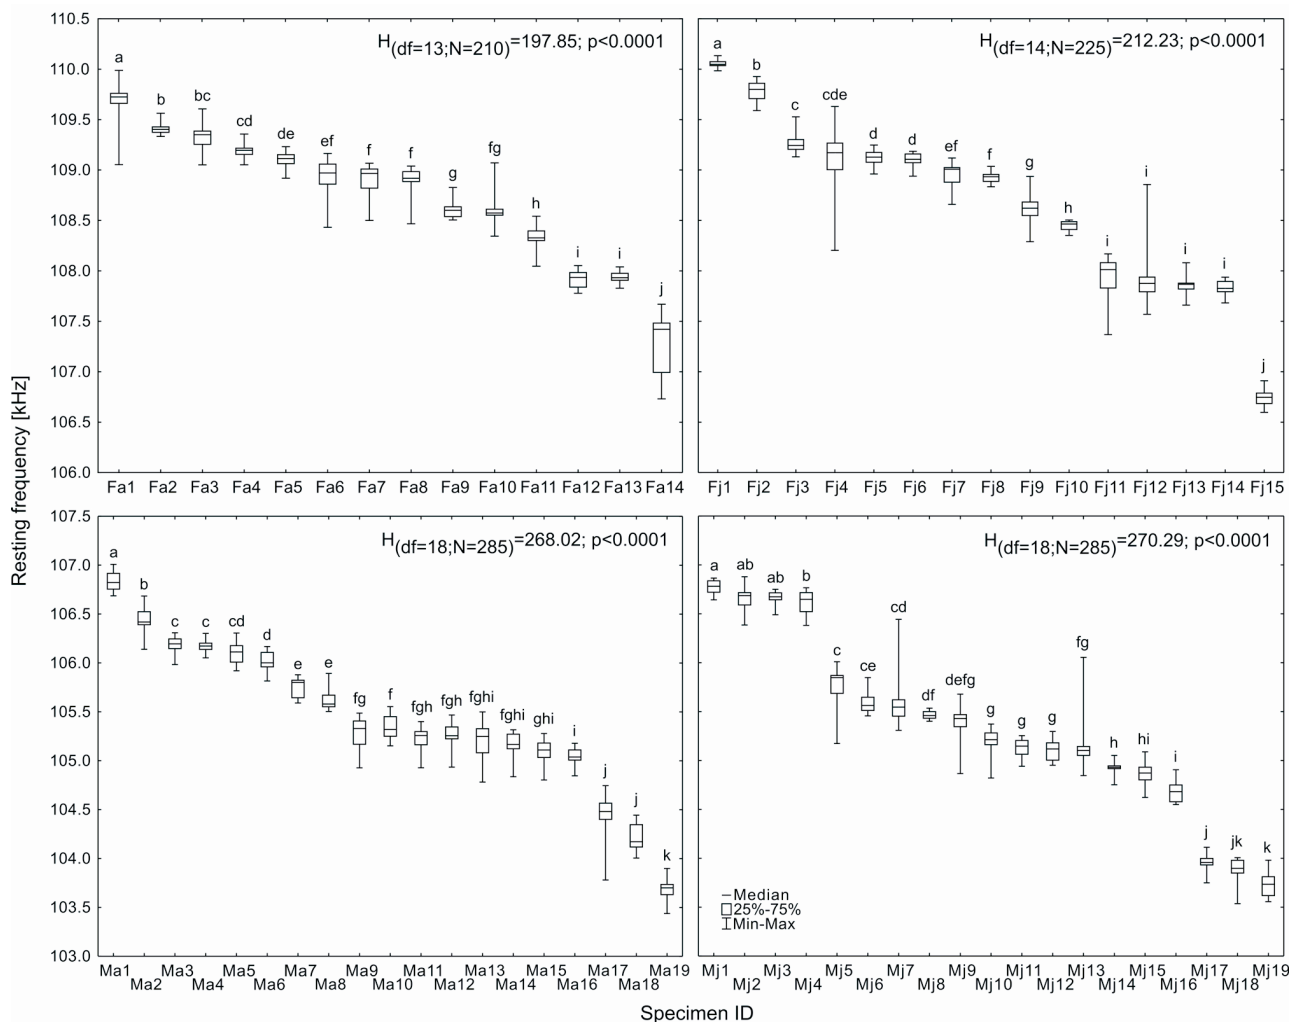 Resting frequency [kHz]
110.5
110.0
109.5
109.0
108.5
108.0
107.5
107.0
106.5
106.0
H(df=13;N=210)=197.85; p<0.0001
a b bc cd de ef f f g fg h i i j
Fa1 Fa2 Fa3 Fa4 Fa5 Fa6 Fa7 Fa8 Fa9 Fa10 Fa11 Fa12 Fa13 Fa14
H(df=14;N=225)=212.23; p<0.0001
a b c cde d d ef f g h i i i i j
Fj1 Fj2 Fj3 Fj4 Fj5 Fj6 Fj7 Fj8 Fj9 Fj10 Fj11 Fj12 Fj13 Fj14 Fj15
107.5
107.0
106.5
106.0
105.5
105.0
104.5
104.0
103.5
103.0
H(df=18;N=285)=268.02; p<0.0001
a b c c cd d e e fg f fgh fgh fghi fghi ghi i j j k
Ma1 Ma3 Ma5 Ma7 Ma9 Ma11 Ma13 Ma15 Ma17 Ma19
Ma2 Ma4 Ma6 Ma8 Ma10 Ma12 Ma14 Ma16 Ma18
H(df=18;N=285)=270.29; p<0.0001
a ab ab b c ce cd df defg g g g fg h hi i j jk k
Median
25%-75%
Min-Max
Mj1 Mj3 Mj5 Mj7 Mj9 Mj11 Mj13 Mj15 Mj17 Mj19
Mj2 Mj4 Mj6 Mj8 Mj10 Mj12 Mj14 Mj16 Mj18
Specimen ID